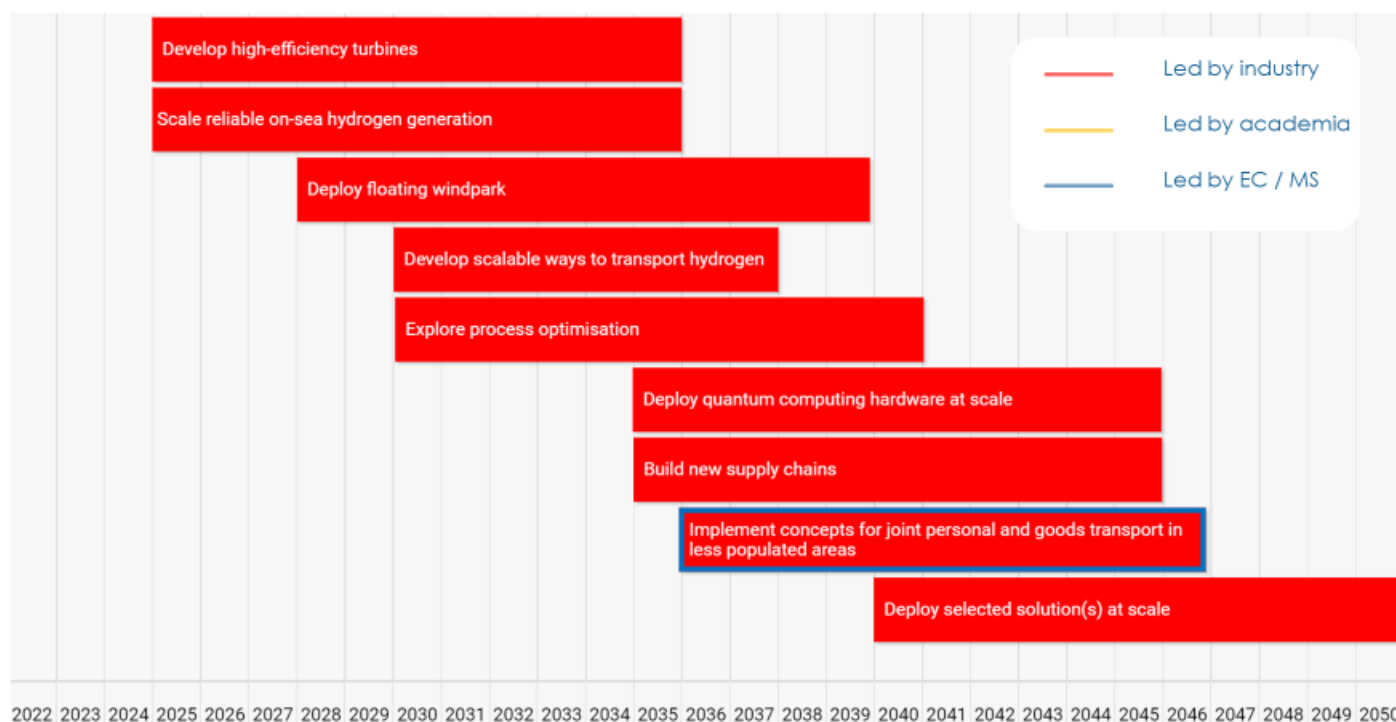 Develop high-efficiency turbines
Scale reliable on-sea hydrogen generation
Deploy floating windpark
Develop scalable ways to transport hydrogen
Explore process optimisation
Deploy quantum computing hardware at scale
Build new supply chains
Implement concepts for joint personal and goods transport in
less populated areas
Deploy selected solution(s) at scale
Led by industry
Led by academia
Led by EC / MS
2022 2023 2024 2025 2026 2027 2028 2029 2030 2031 2032 2033 2034 2035 2036 2037 2038 2039 2040 2041 2042 2043 2044 2045 2046 2047 2048 2049